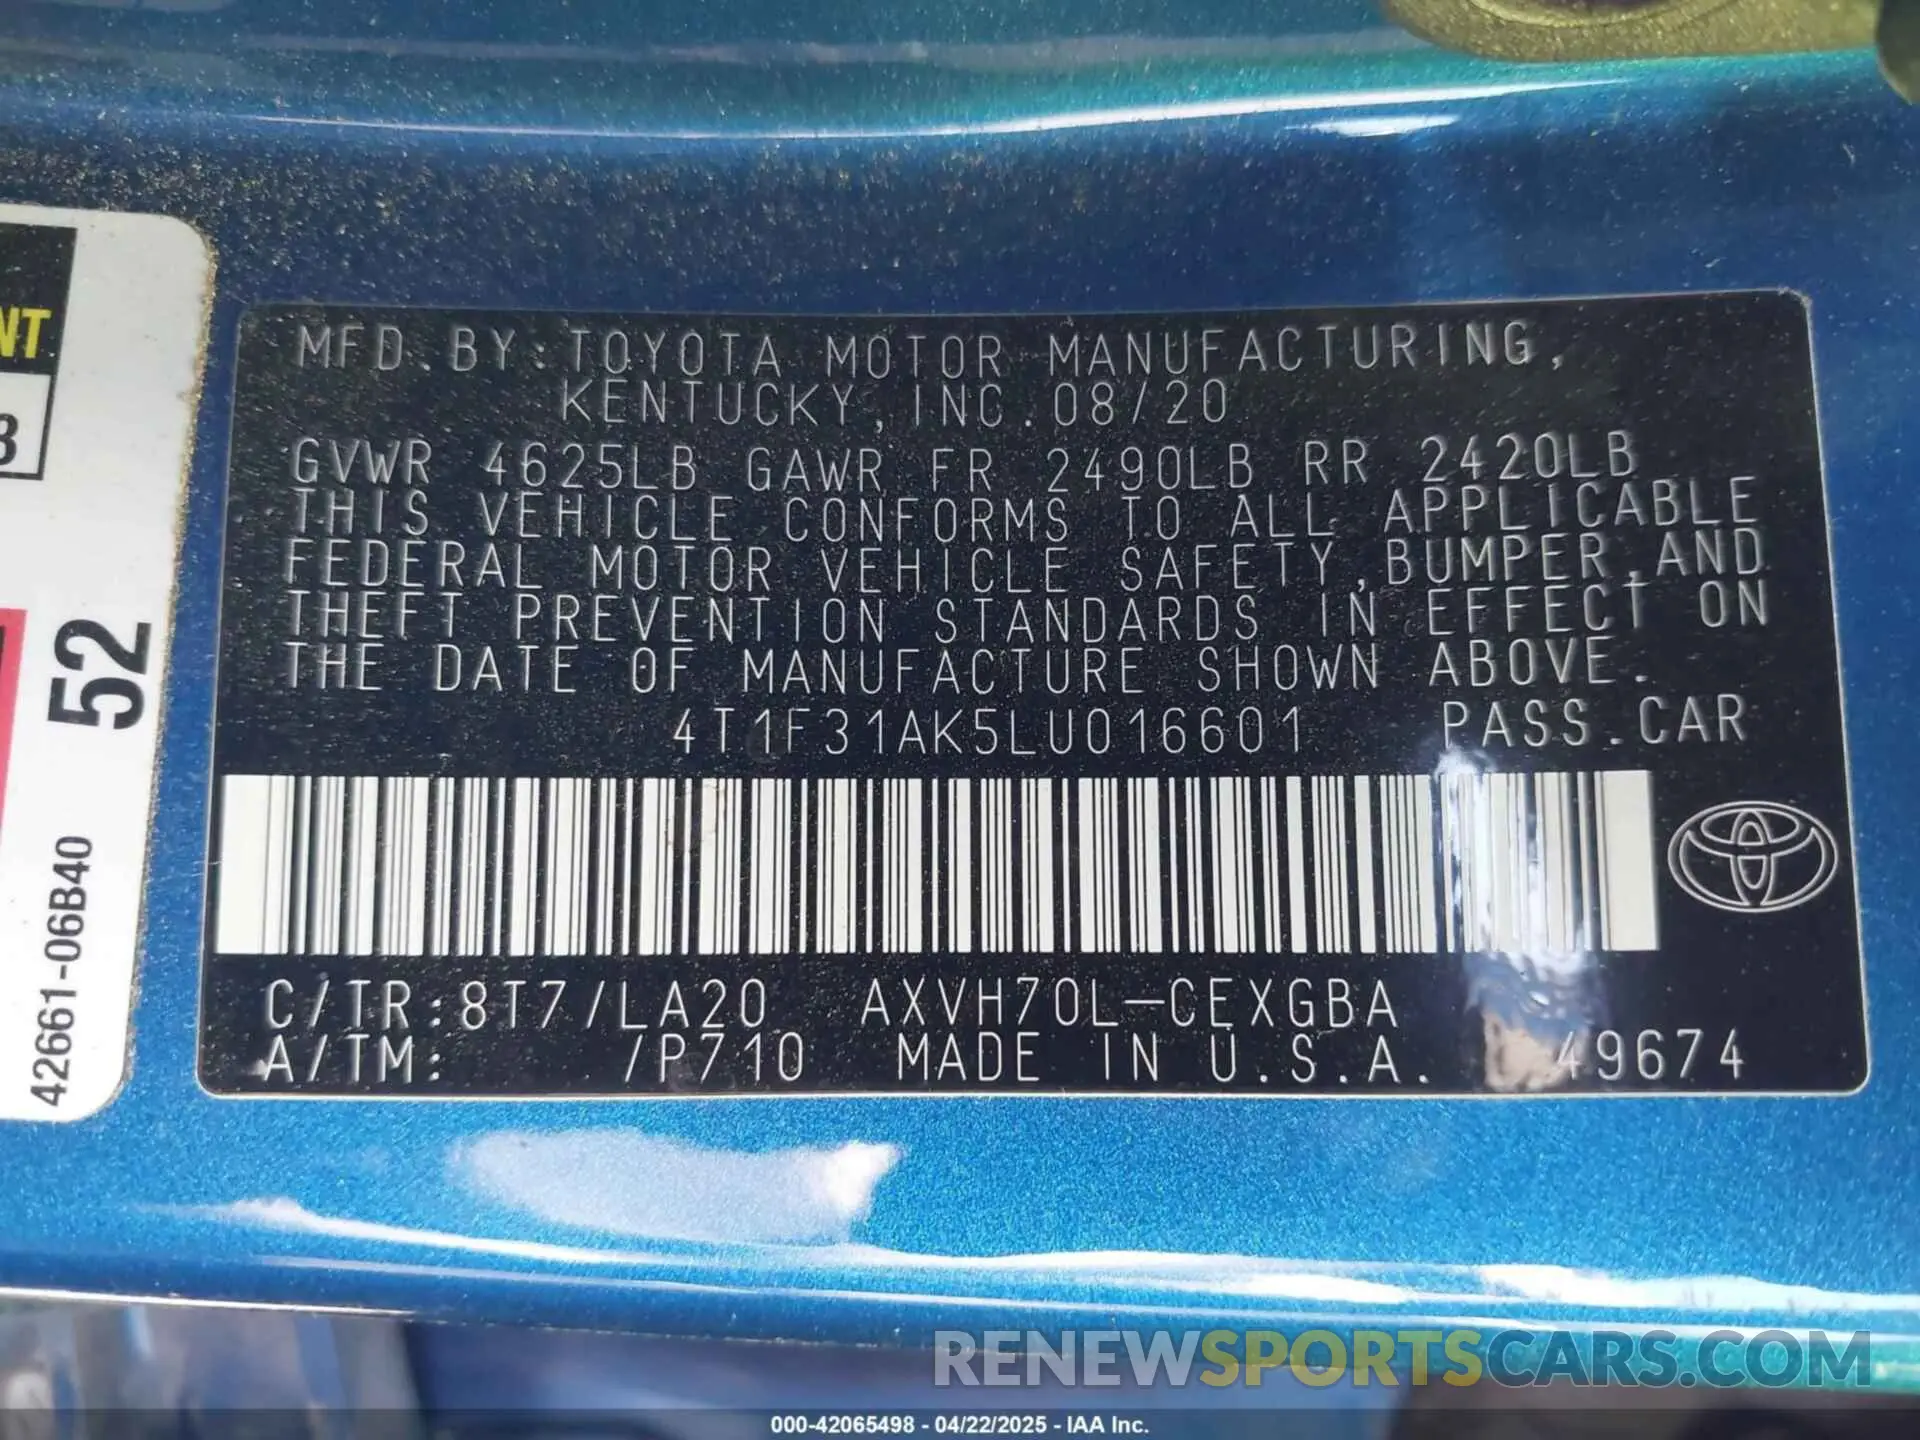 NT
3
52
42661-06B40
MFD.BY:TOYOTA MOTOR MANUFACTURING,
KENTUCKY,INC.08/20
GVWR 4625LB GAWR FR 2490LB RR 2420LB
THIS VEHICLE CONFORMS TO ALL APPLICABLE
FEDERAL MOTOR VEHICLE SAFETY,BUMPER,AND
THEFT PREVENTION STANDARDS IN EFFECT ON
THE DATE OF MANUFACTURE SHOWN ABOVE.
4T1F31AK5LU016601 PASS.CAR
C/TR:8T7/LA20 AXVH70L-CEXGBA
A/TM: /P710 MADE IN U.S.A. 49674
RENEWSPORTSCARS.COM
000-42065498 - 04/22/2025 - IAA Inc.